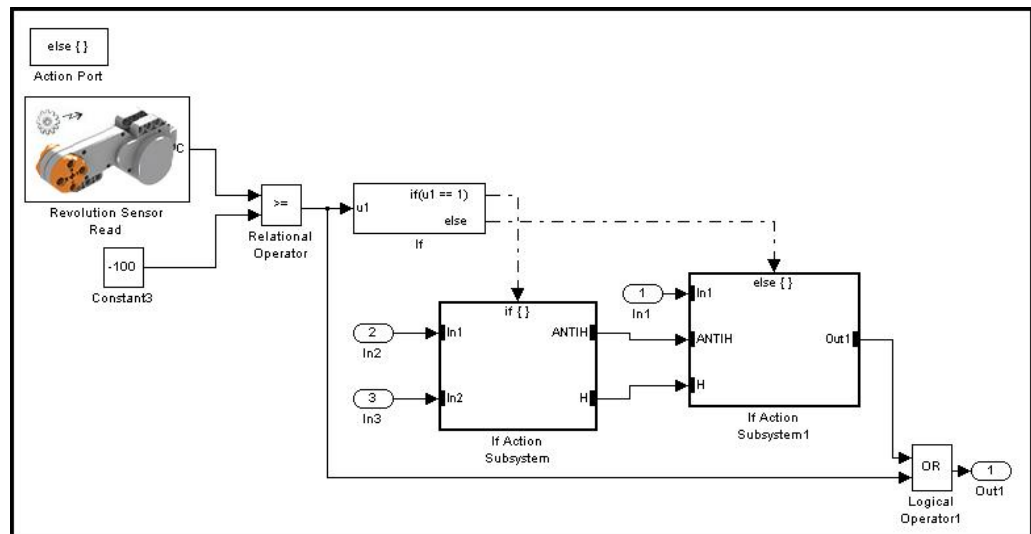 else { }
Action Port
C
Revolution Sensor
Read
-100
Constant3
>=
Relational
Operator
u1
if(u1 == 1)
else
If
2
In2
3
In3
if { }
In1
In2
ANTIH
H
If Action
Subsystem
1
In1
else { }
In1
ANTIH
H
Out1
If Action
Subsystem1
OR
Logical
Operator1
1
Out1